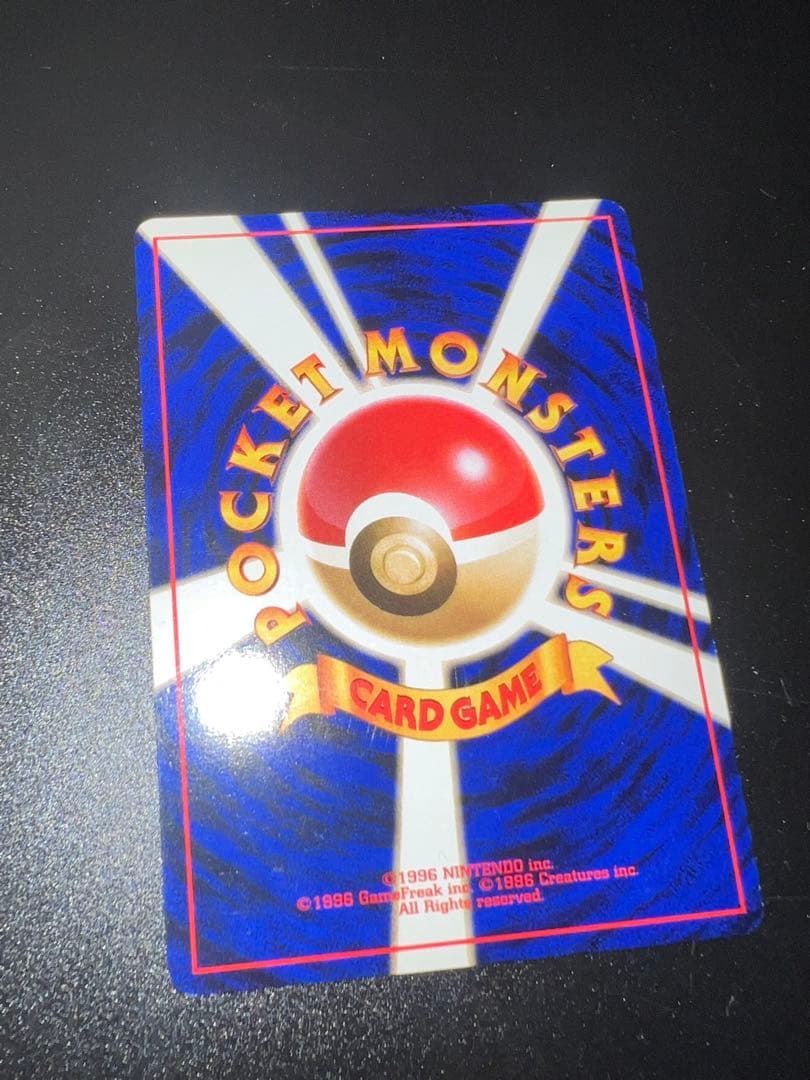 POCKET MONSTERS
CARD GAME
©1996 NINTENDO inc.
©1996 GameFreak inc. ©1996 Creatures inc.
All Rights reserved.